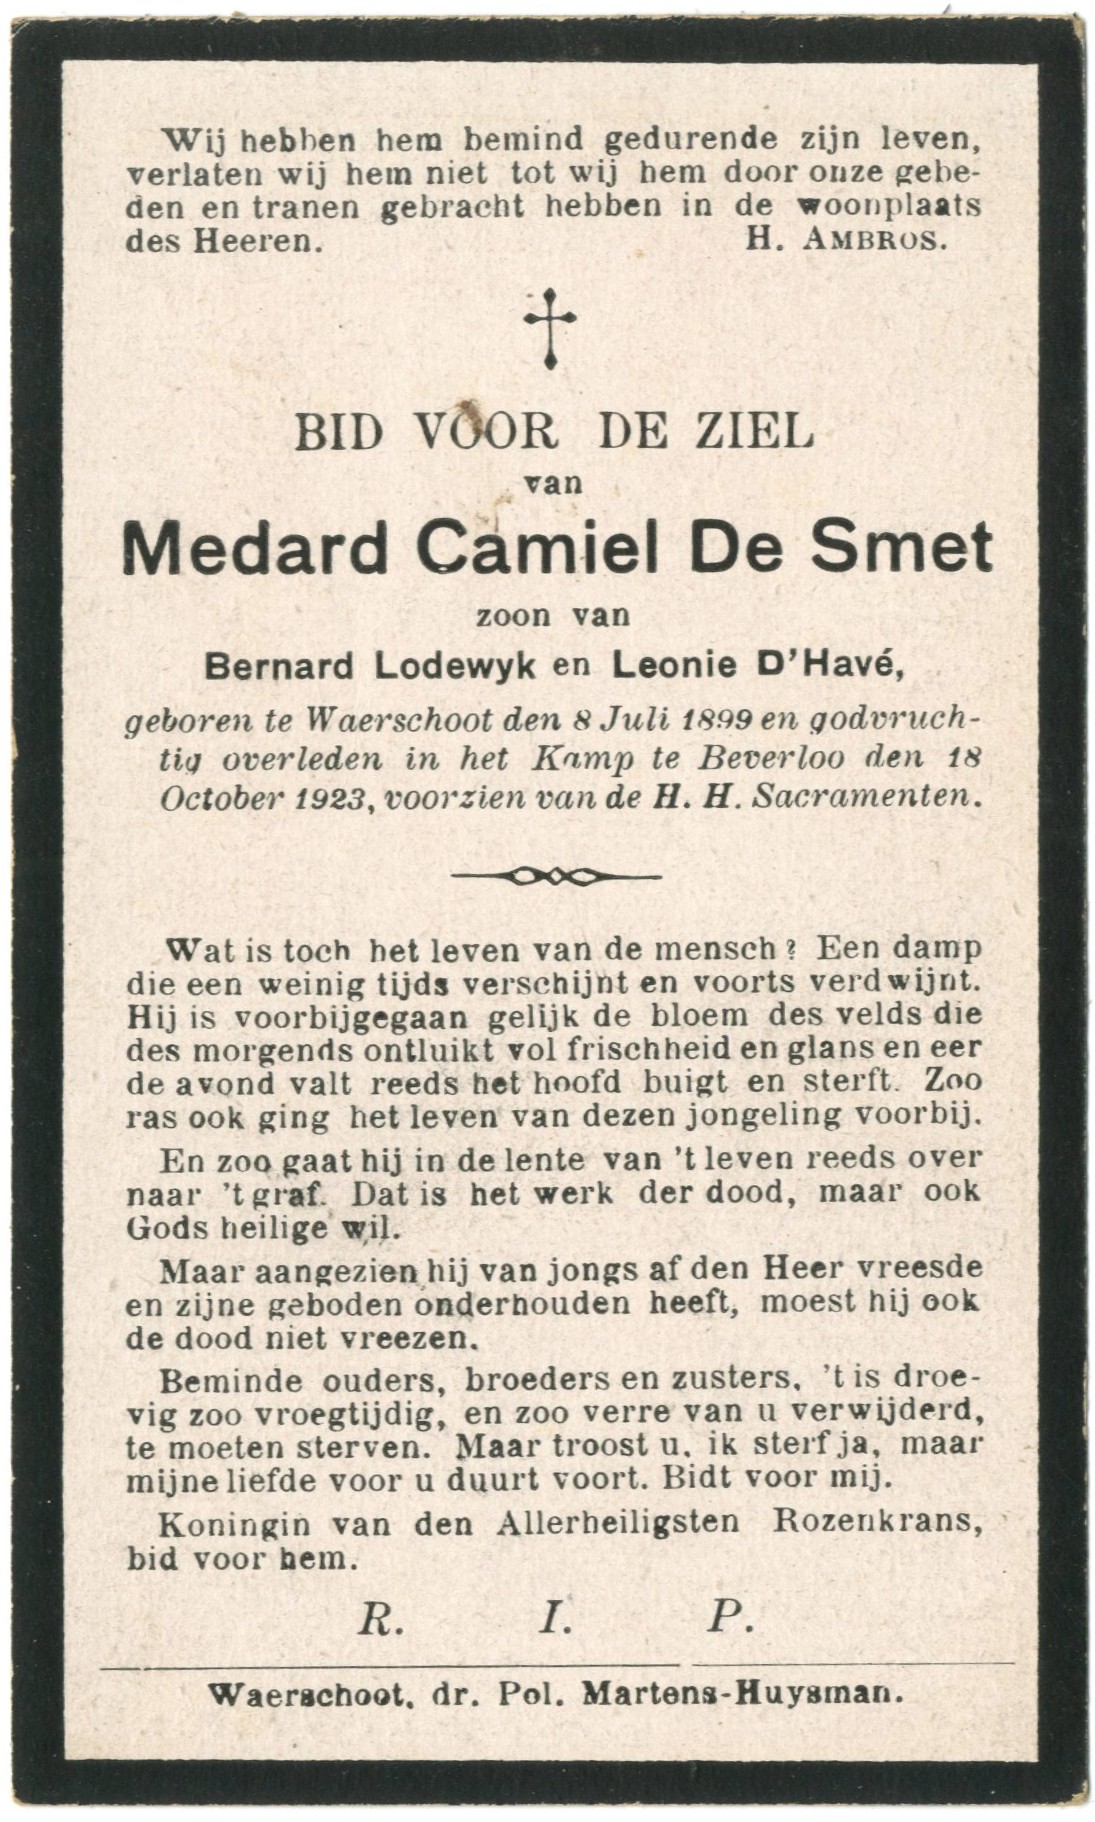 Wij hebben hem bemind gedurende zijn leven,
verlaten wij hem niet tot wij hem door onze gebe-
den en tranen gebracht hebben in de woonplaats
des Heeren. H. AMBROS.
BID VOOR DE ZIEL
van
Medard Camiel De Smet
zoon van
Bernard Lodewyk en Leonie D'Havé,
geboren te Waerschoot den 8 Juli 1899 en godvruch-
tig overleden in het Kamp te Beverloo den 18
October 1923, voorzien van de H. H. Sacramenten.
Wat is toch het leven van de mensch? Een damp
die een weinig tijds verschijnt en voorts verdwijnt.
Hij is voorbijgegaan gelijk de bloem des velds die
des morgends ontluikt vol frischheid en glans en eer
de avond valt reeds het hoofd buigt en sterft. Zoo
ras ook ging het leven van dezen jongeling voorbij.
En zoo gaat hij in de lente van 't leven reeds over
naar 't graf. Dat is het werk der dood, maar ook
Gods heilige wil.
Maar aangezien hij van jongs af den Heer vreesde
en zijne geboden onderhouden heeft, moest hij ook
de dood niet vreezen.
Beminde ouders, broeders en zusters, 't is droe-
vig zoo vroegtijdig, en zoo verre van u verwijderd,
te moeten sterven. Maar troost u, ik sterf ja, maar
mijne liefde voor u duurt voort. Bidt voor mij.
Koningin van den Allerheiligsten Rozenkrans,
bid voor hem.
R. I. P.
Waerschoot, dr. Pol. Martens-Huysman.